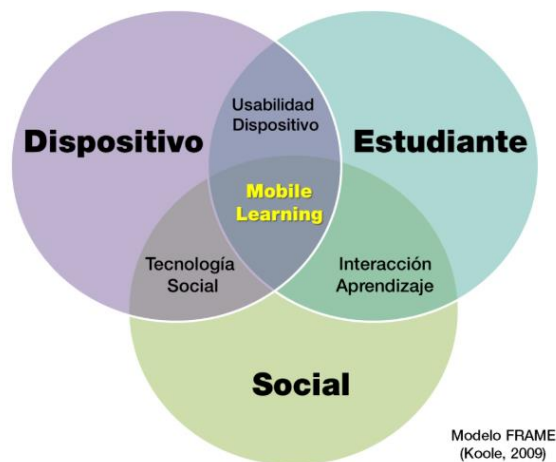 Usabilidad
Dispositivo
Dispositivo
Estudiante
Mobile
Learning
Tecnología
Social
Interacción
Aprendizaje
Social
Modelo FRAME
(Koole, 2009)